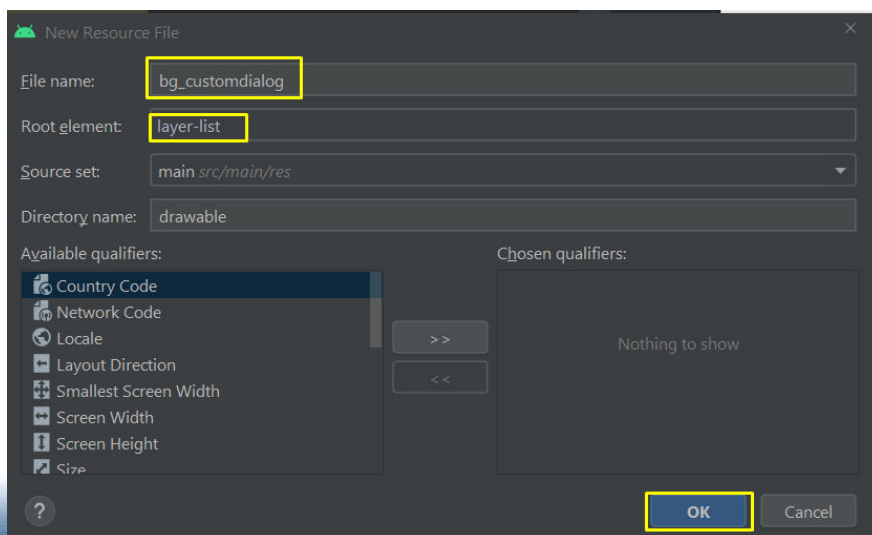 New Resource File
File name: bg_customdialog
Root element: layer-list
Source set: main src/main/res
Directory name: drawable
Available qualifiers: Chosen qualifiers:
Country Code
Network Code
Locale
Layout Direction
Smallest Screen Width
Screen Width
Screen Height
Size
>>
<<
Nothing to show
? OK Cancel